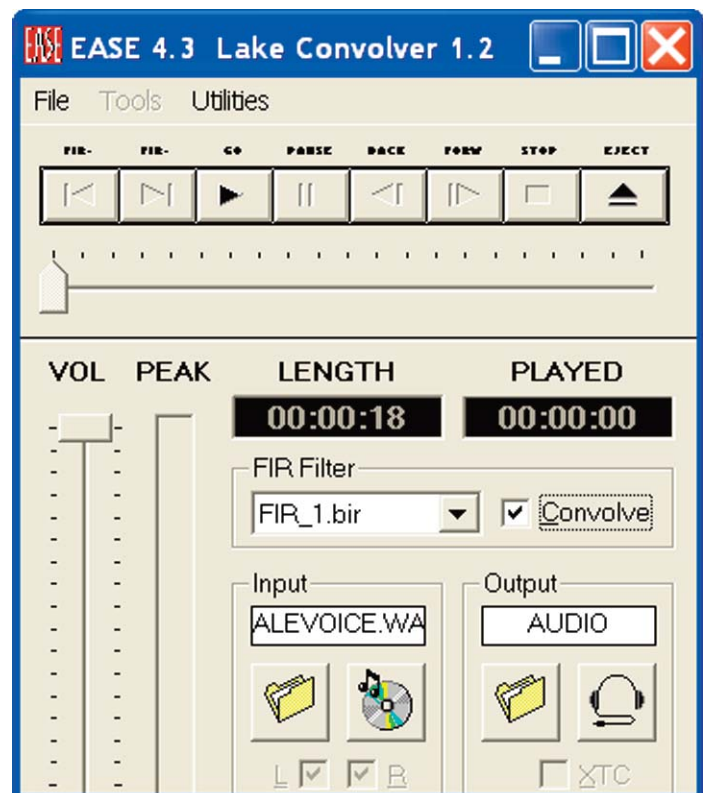 EASE 4.3 Lake Convolver 1.2
File Tools Utilities
FIR- FIR- GO PAUSE BACK FORW STOP EJECT
VOL PEAK LENGTH PLAYED
00:00:18 00:00:00
FIR Filter
FIR_1.bir Convolve
Input Output
ALEVOICE.WA AUDIO
L R XTC